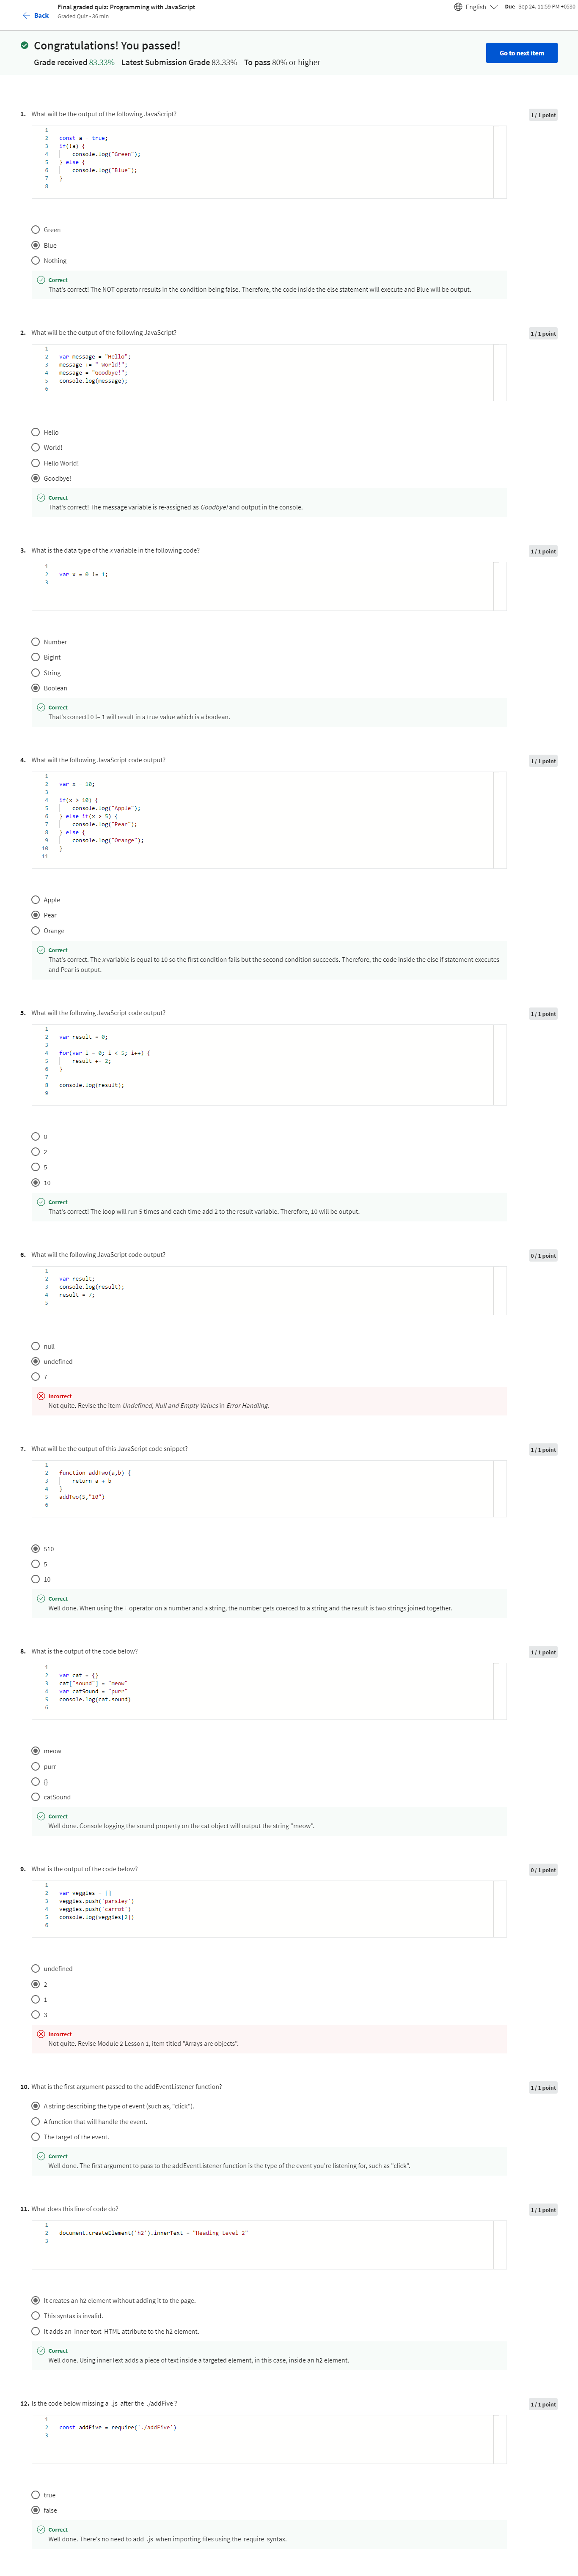 Back
Final graded quiz: Programming with JavaScript
Graded Quiz • 36 min
English
Due Sep 24, 11:59 PM +0530
Congratulations! You passed!
Grade received 83.33% Latest Submission Grade 83.33% To pass 80% or higher
Go to next item
1. What will be the output of the following JavaScript?
1 / 1 point
1
2 const a = true;
3 if(!a) {
4 console.log("Green");
5 } else {
6 console.log("Blue");
7 }
8
Green
Blue
Nothing
Correct
That's correct! The NOT operator results in the condition being false. Therefore, the code inside the else statement will execute and Blue will be output.
2. What will be the output of the following JavaScript?
1 / 1 point
1
2 var message = "Hello";
3 message += " World!";
4 message = "Goodbye!";
5 console.log(message);
6
Hello
World!
Hello World!
Goodbye!
Correct
That's correct! The message variable is re-assigned as Goodbye! and output in the console.
3. What is the data type of the x variable in the following code?
1 / 1 point
1
2 var x = 0 != 1;
3
Number
BigInt
String
Boolean
Correct
That's correct! 0 != 1 will result in a true value which is a boolean.
4. What will the following JavaScript code output?
1 / 1 point
1
2 var x = 10;
3
4 if(x > 10) {
5 console.log("Apple");
6 } else if(x > 5) {
7 console.log("Pear");
8 } else {
9 console.log("Orange");
10 }
11
Apple
Pear
Orange
Correct
That's correct. The x variable is equal to 10 so the first condition fails but the second condition succeeds. Therefore, the code inside the else if statement executes
and Pear is output.
5. What will the following JavaScript code output?
1 / 1 point
1
2 var result = 0;
3
4 for(var i = 0; i < 5; i++) {
5 result += 2;
6 }
7
8 console.log(result);
9
0
2
5
10
Correct
That's correct! The loop will run 5 times and each time add 2 to the result variable. Therefore, 10 will be output.
6. What will the following JavaScript code output?
0 / 1 point
1
2 var result;
3 console.log(result);
4 result = 7;
5
null
undefined
7
Incorrect
Not quite. Revise the item Undefined, Null and Empty Values in Error Handling.
7. What will be the output of this JavaScript code snippet?
1 / 1 point
1
2 function addTwo(a,b) {
3 return a + b
4 }
5 addTwo(5,"10")
6
510
5
10
Correct
Well done. When using the + operator on a number and a string, the number gets coerced to a string and the result is two strings joined together.
8. What is the output of the code below?
1 / 1 point
1
2 var cat = {}
3 cat["sound"] = "meow"
4 var catSound = "purr"
5 console.log(cat.sound)
6
meow
purr
{}
catSound
Correct
Well done. Console logging the sound property on the cat object will output the string "meow".
9. What is the output of the code below?
0 / 1 point
1
2 var veggies = []
3 veggies.push('parsley')
4 veggies.push('carrot')
5 console.log(veggies[2])
6
undefined
2
1
3
Incorrect
Not quite. Revise Module 2 Lesson 1, item titled "Arrays are objects".
10. What is the first argument passed to the addEventListener function?
1 / 1 point
A string describing the type of event (such as, "click").
A function that will handle the event.
The target of the event.
Correct
Well done. The first argument to pass to the addEventListener function is the type of the event you're listening for, such as "click".
11. What does this line of code do?
1 / 1 point
1
2 document.createElement('h2').innerText = "Heading Level 2"
3
It creates an h2 element without adding it to the page.
This syntax is invalid.
It adds an inner-text HTML attribute to the h2 element.
Correct
Well done. Using innerText adds a piece of text inside a targeted element, in this case, inside an h2 element.
12. Is the code below missing a .js after the ./addFive ?
1 / 1 point
1
2 const addFive = require('./addFive')
3
true
false
Correct
Well done. There's no need to add .js when importing files using the require syntax.